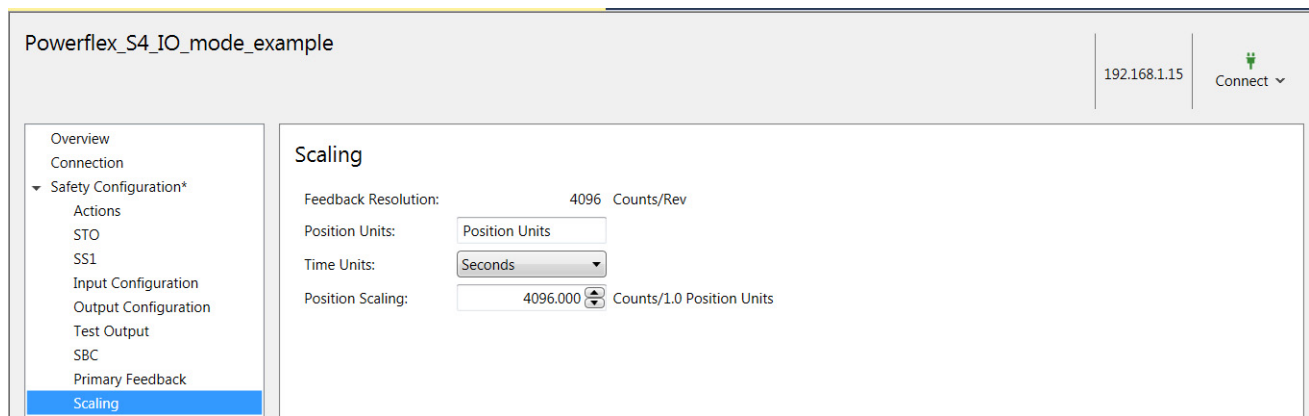 Powerflex_S4_IO_mode_example
192.168.1.15
Connect
Overview
Connection
Safety Configuration*
Actions
STO
SS1
Input Configuration
Output Configuration
Test Output
SBC
Primary Feedback
Scaling
Scaling
Feedback Resolution: 4096 Counts/Rev
Position Units: Position Units
Time Units: Seconds
Position Scaling: 4096.000 Counts/1.0 Position Units